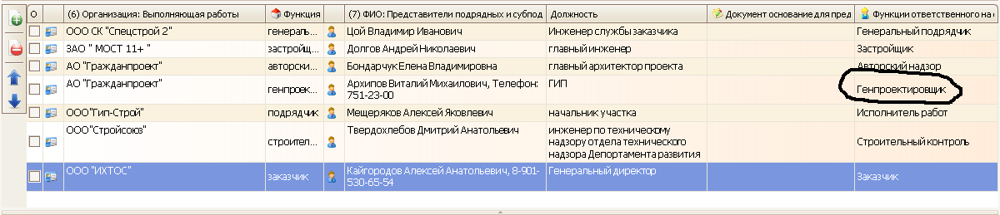 О (6) Организация: Выполняющая работы Функция (7) ФИО: Представители подрядных и субпод Должность Документ основание для пред Функции ответственного на
ООО СК "Спецстрой 2" генераль... Цой Владимир Иванович Инженер службы заказчика Генеральный подрядчик
ЗАО " МОСТ 11+ " застройщ... Долгов Андрей Николаевич главный инженер Застройщик
АО "Гражданпроект" авторски... Бондарчук Елена Владимировна главный архитектор проекта Авторский надзор
АО "Гражданпроект" генпроек... Архипов Виталий Михаилович, Телефон: ГИП Генпроектировщик
751-23-00
ООО"Гип-Строй" подрядчик Мещеряков Алексей Яковлевич начальник участка Исполнитель работ
ООО"Стройсоюз" строител... Твердохлебов Дмитрий Анатольевич инженер по техническому Строительный контроль
надзору отдела технического
надзора Депортамента развития
ООО "ИХТОС" заказчик Кайгородов Алексей Анатольевич, 8-901- Генеральный директор Заказчик
530-65-54